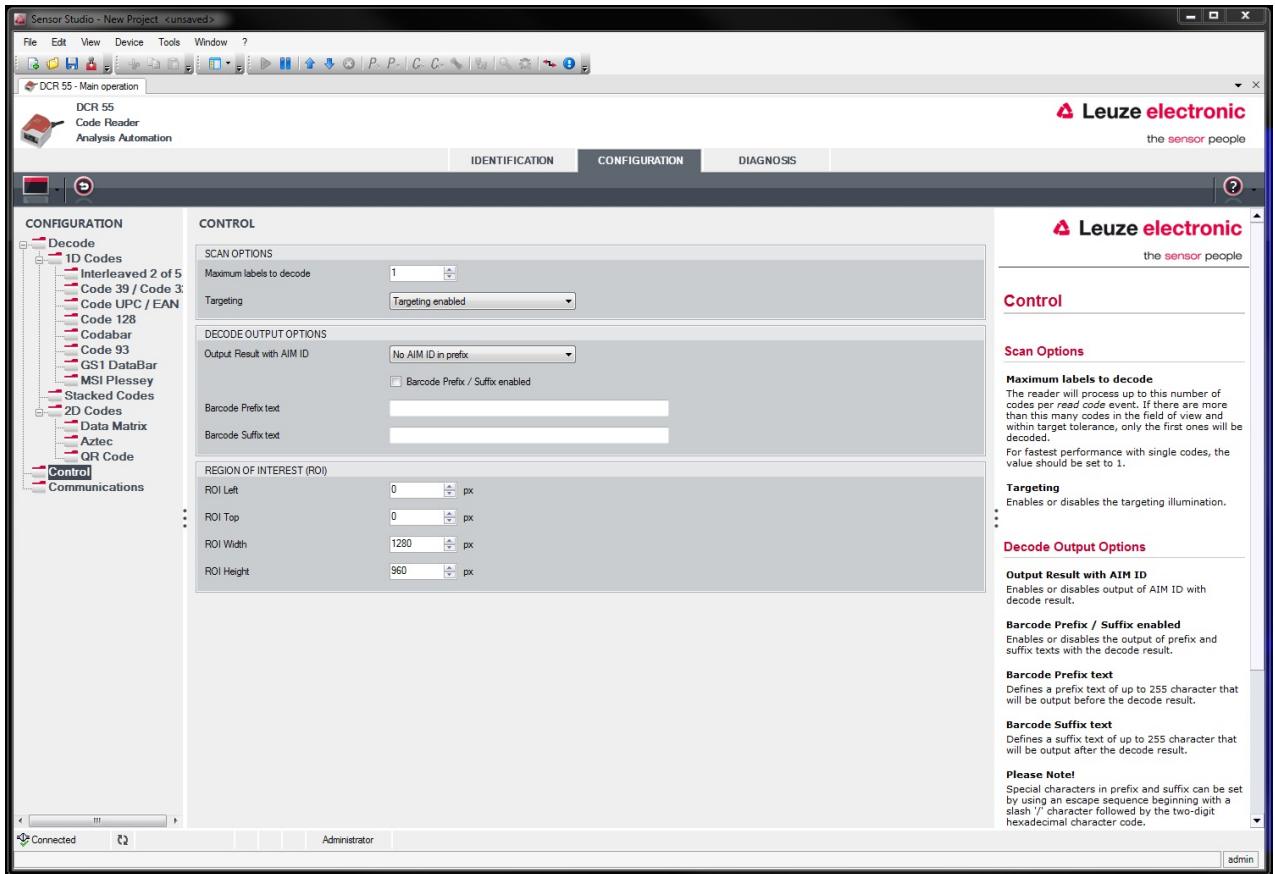 Sensor Studio - New Project <unsaved>
File Edit View Device Tools Window ?
DCR 55 - Main operation
DCR 55
Code Reader
Analysis Automation
Leuze electronic
the sensor people
IDENTIFICATION CONFIGURATION DIAGNOSIS
CONFIGURATION
Decode
1D Codes
Interleaved 2 of 5
Code 39 / Code 3
Code UPC / EAN
Code 128
Codabar
Code 93
GS1 DataBar
MSI Plessey
Stacked Codes
2D Codes
Data Matrix
Aztec
QR Code
Control
Communications
CONTROL
SCAN OPTIONS
Maximum labels to decode 1
Targeting Targeting enabled
DECODE OUTPUT OPTIONS
Output Result with AIM ID No AIM ID in prefix
Barcode Prefix / Suffix enabled
Barcode Prefix text
Barcode Suffix text
REGION OF INTEREST (ROI)
ROI Left 0 px
ROI Top 0 px
ROI Width 1280 px
ROI Height 960 px
Leuze electronic
the sensor people
Control
Scan Options
Maximum labels to decode
The reader will process up to this number of
codes per read code event. If there are more
than this many codes in the field of view and
within target tolerance, only the first ones will be
decoded.
For fastest performance with single codes, the
value should be set to 1.
Targeting
Enables or disables the targeting illumination.
Decode Output Options
Output Result with AIM ID
Enables or disables output of AIM ID with
decode result.
Barcode Prefix / Suffix enabled
Enables or disables the output of prefix and
suffix texts with the decode result.
Barcode Prefix text
Defines a prefix text of up to 255 character that
will be output before the decode result.
Barcode Suffix text
Defines a suffix text of up to 255 character that
will be output after the decode result.
Please Note!
Special characters in prefix and suffix can be set
by using an escape sequence beginning with a
slash '/' character followed by the two-digit
hexadecimal character code.
Connected Administrator
admin